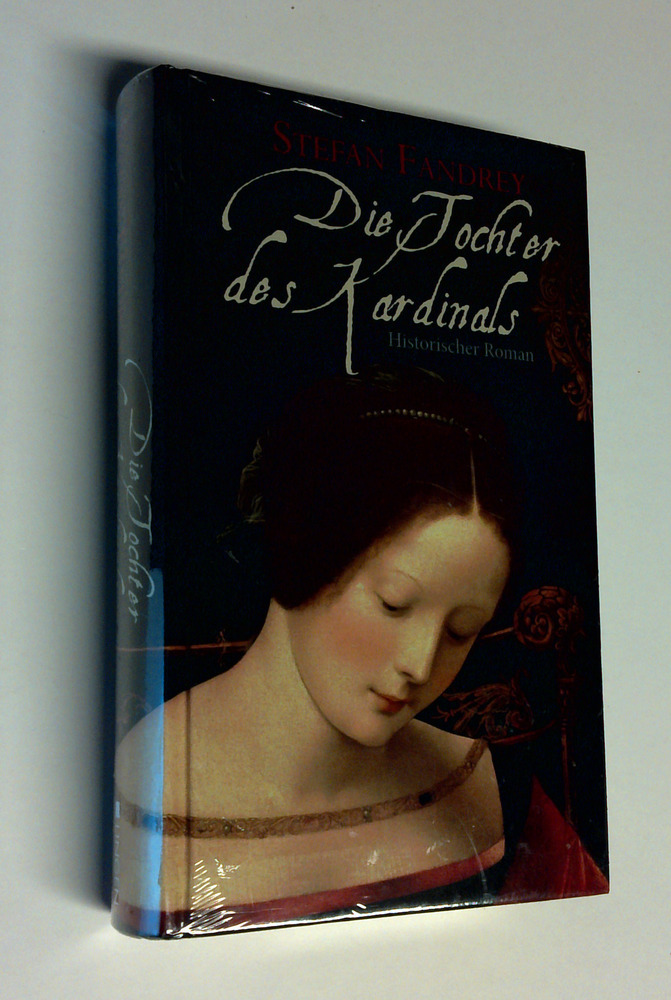 STEFAN FANDREY
Die Tochter
des Kardinals
Historischer Roman
Die Tochter